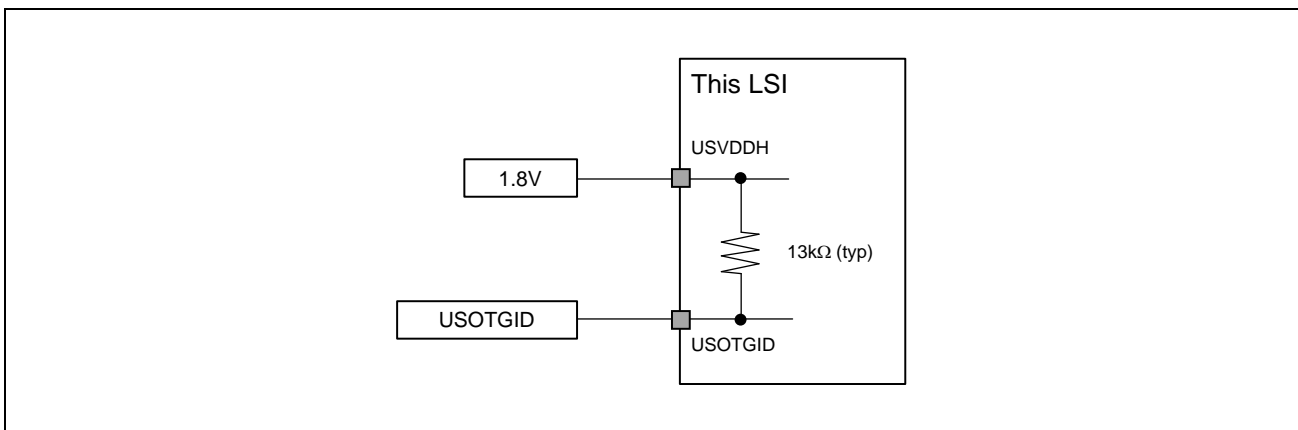 This LSI
USVDDH
1.8V
13kΩ (typ)
USOTGID
USOTGID